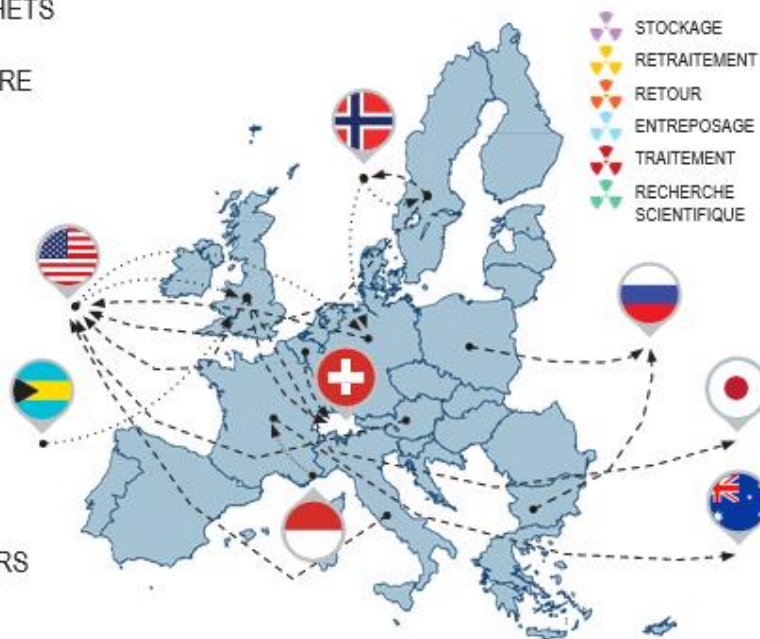 HETS
RE
RS
STOCKAGE
RETRAITEMENT
RETOUR
ENTREPOSAGE
TRAITEMENT
RECHERCHE
SCIENTIFIQUE